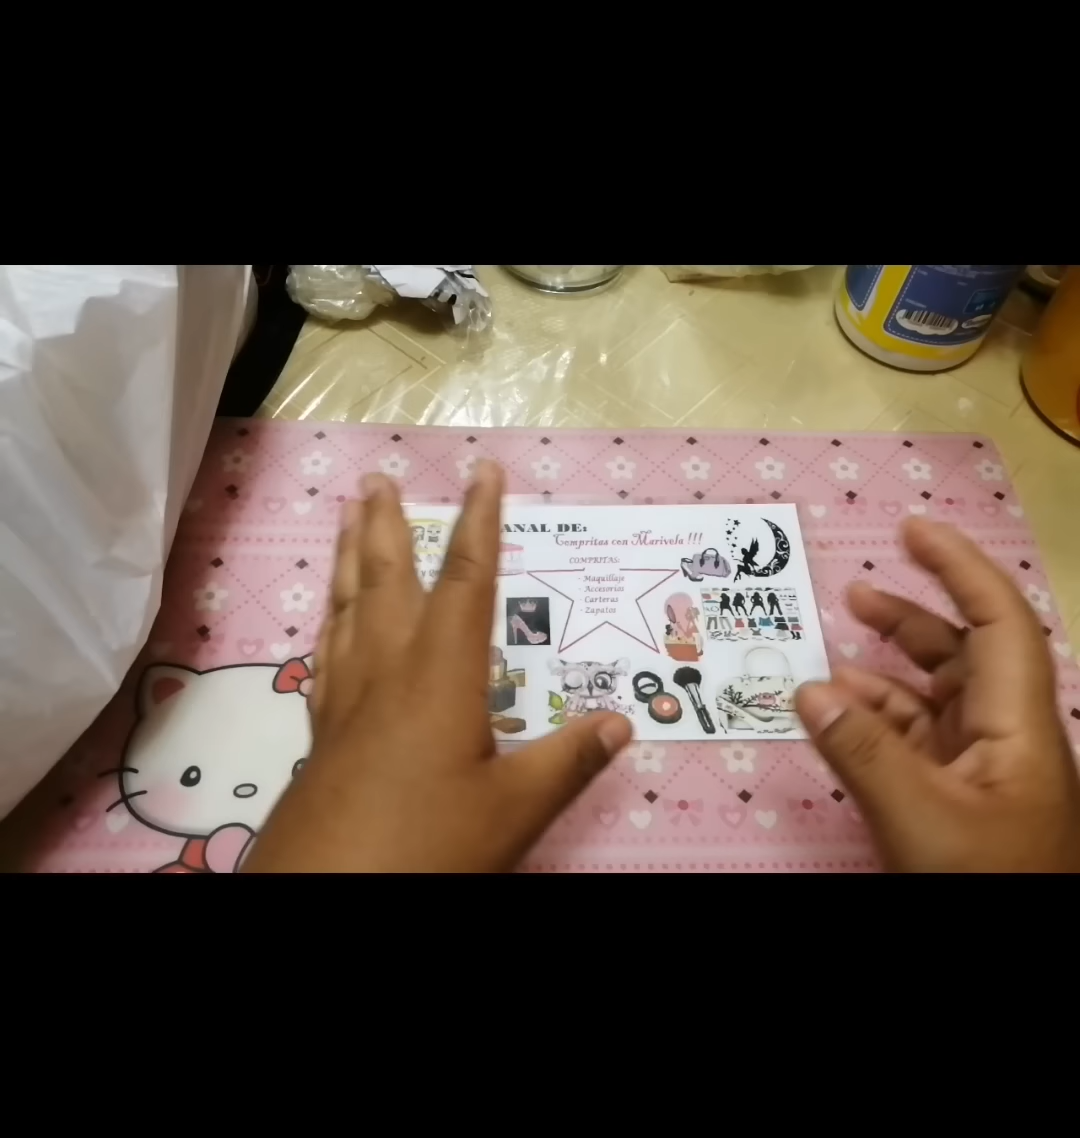 ANAL DE:
Compritas con Marivela !!!
COMPRITAS:
- Maquillaje
- Accesorios
- Carteras
- Zapatos